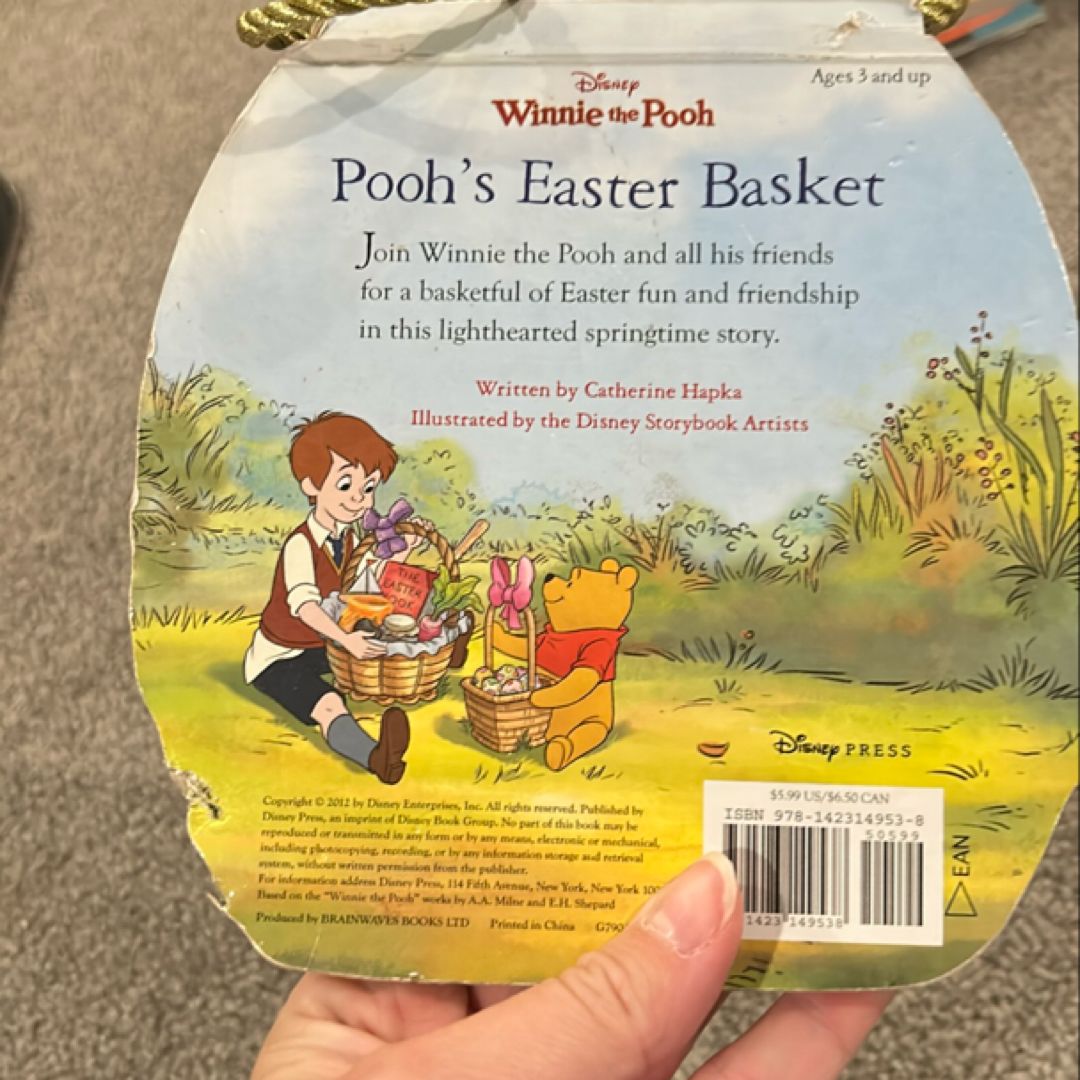 Ages 3 and up
Disney
Winnie the Pooh
Pooh's Easter Basket
Join Winnie the Pooh and all his friends
for a basketful of Easter fun and friendship
in this lighthearted springtime story.
Written by Catherine Hapka
Illustrated by the Disney Storybook Artists
THE
EASTER
BOOK
Disney PRESS
Copyright © 2012 by Disney Enterprises, Inc. All rights reserved. Published by
Disney Press, an imprint of Disney Book Group. No part of this book may be
reproduced or transmitted in any form or by any means, electronic or mechanical,
including photocopying, recording, or by any information storage and retrieval
system, without written permission from the publisher.
For information address Disney Press, 114 Fifth Avenue, New York, New York 100
Based on the "Winnie the Pooh" works by A.A. Milne and E.H. Shepard
Produced by BRAINWAVES BOOKS LTD Printed in China G790
$5.99 US/$6.50 CAN
ISBN 978-142314953-8
50599
1423 149538
EAN